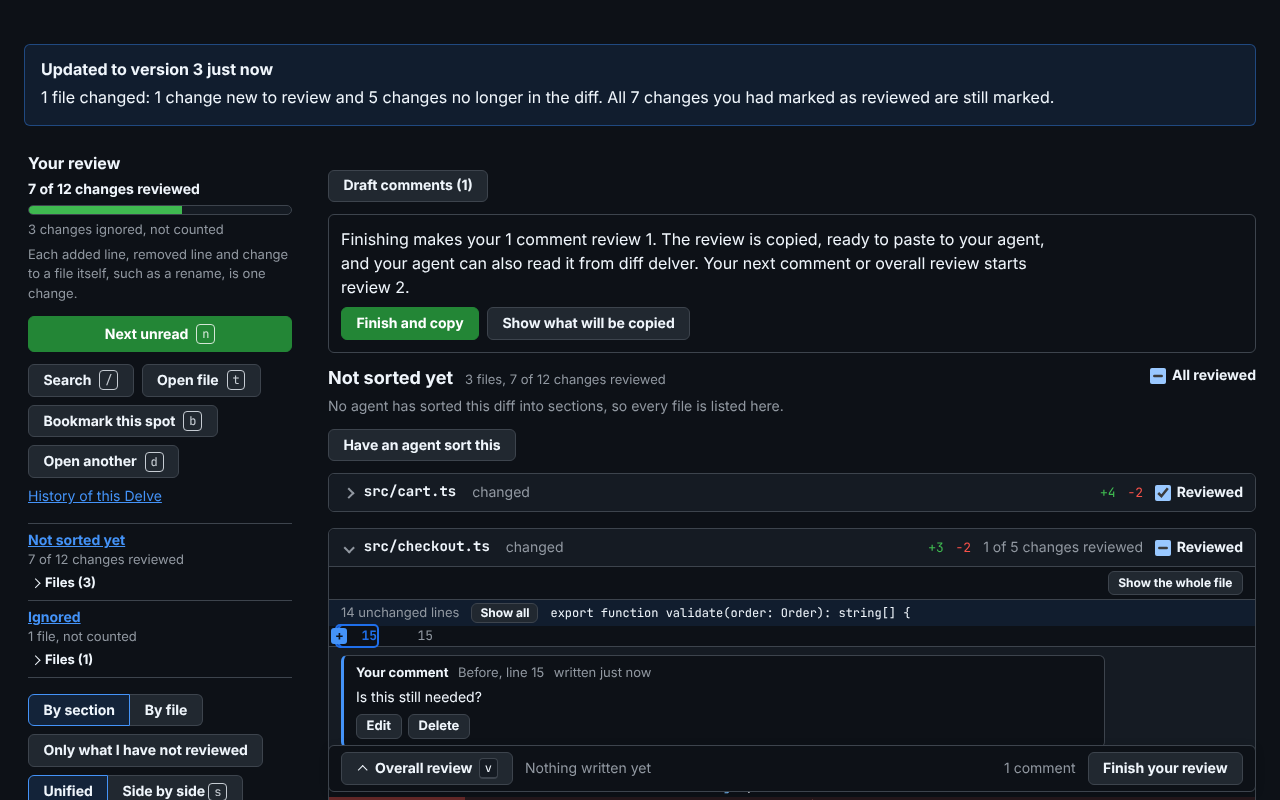 Updated to version 3 just now
1 file changed: 1 change new to review and 5 changes no longer in the diff. All 7 changes you had marked as reviewed are still marked.
Your review
7 of 12 changes reviewed
3 changes ignored, not counted
Each added line, removed line and change
to a file itself, such as a rename, is one
change.
Next unread n
Search /
Open file t
Bookmark this spot b
Open another d
History of this Delve
Not sorted yet
7 of 12 changes reviewed
Files (3)
Ignored
1 file, not counted
Files (1)
By section
By file
Only what I have not reviewed
Unified
Side by side s
Draft comments (1)
Finishing makes your 1 comment review 1. The review is copied, ready to paste to your agent,
and your agent can also read it from diff delver. Your next comment or overall review starts
review 2.
Finish and copy
Show what will be copied
Not sorted yet 3 files, 7 of 12 changes reviewed
All reviewed
No agent has sorted this diff into sections, so every file is listed here.
Have an agent sort this
src/cart.ts changed +4 -2 Reviewed
src/checkout.ts changed +3 -2 1 of 5 changes reviewed Reviewed
Show the whole file
14 unchanged lines Show all export function validate(order: Order): string[] {
+ 15 15
Your comment Before, line 15 written just now
Is this still needed?
Edit
Delete
Overall review v Nothing written yet
1 comment
Finish your review